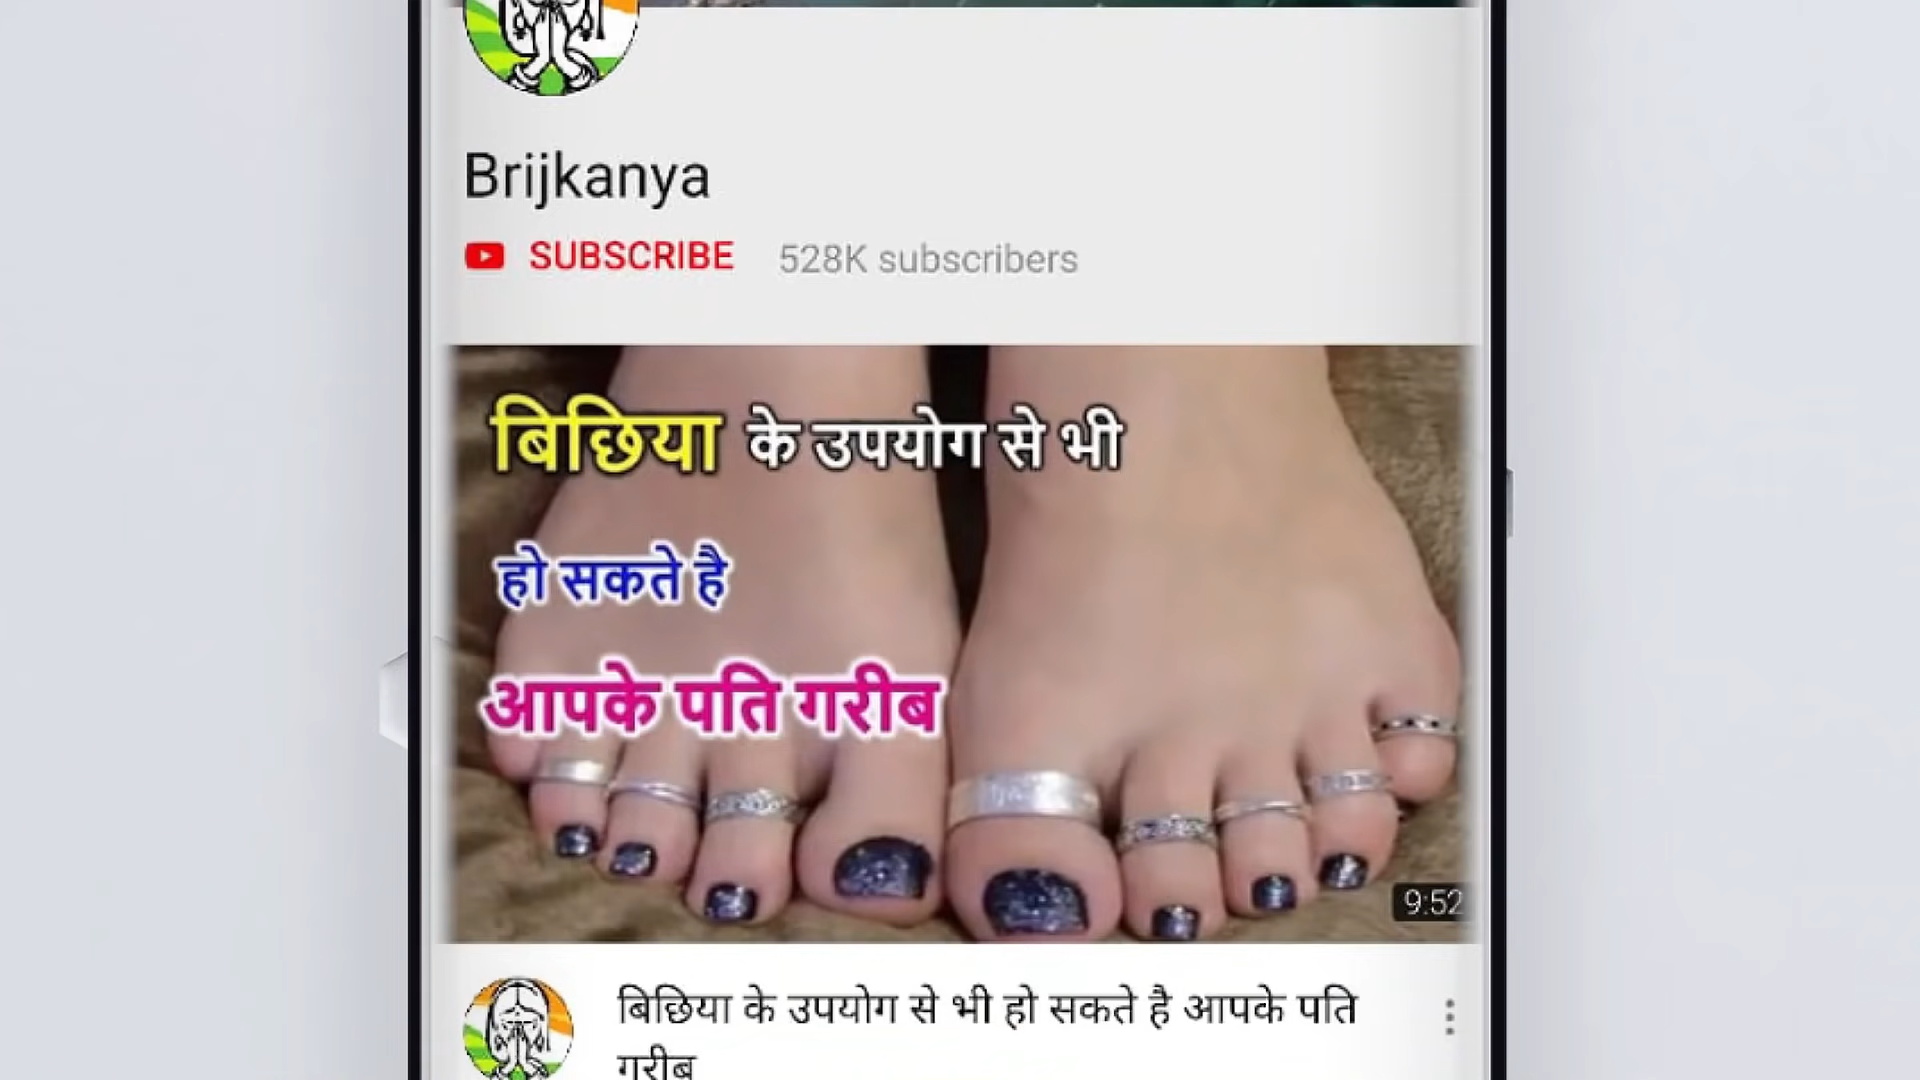 Brijkanya
SUBSCRIBE 528K subscribers
बिछिया के उपयोग से भी
हो सकते है
आपके पति गरीब
9:52
बिछिया के उपयोग से भी हो सकते है आपके पति
गरीब